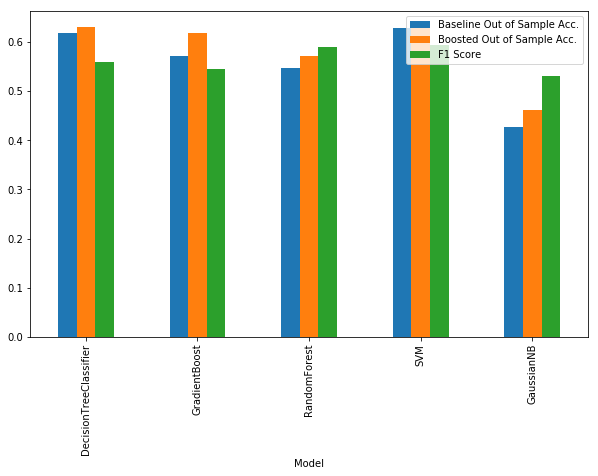 Baseline Out of Sample Acc.
Boosted Out of Sample Acc.
F1 Score
0.6
0.5
0.4
0.3
0.2
0.1
0.0
DecisionTreeClassifier
GradientBoost
RandomForest
SVM
GaussianNB
Model